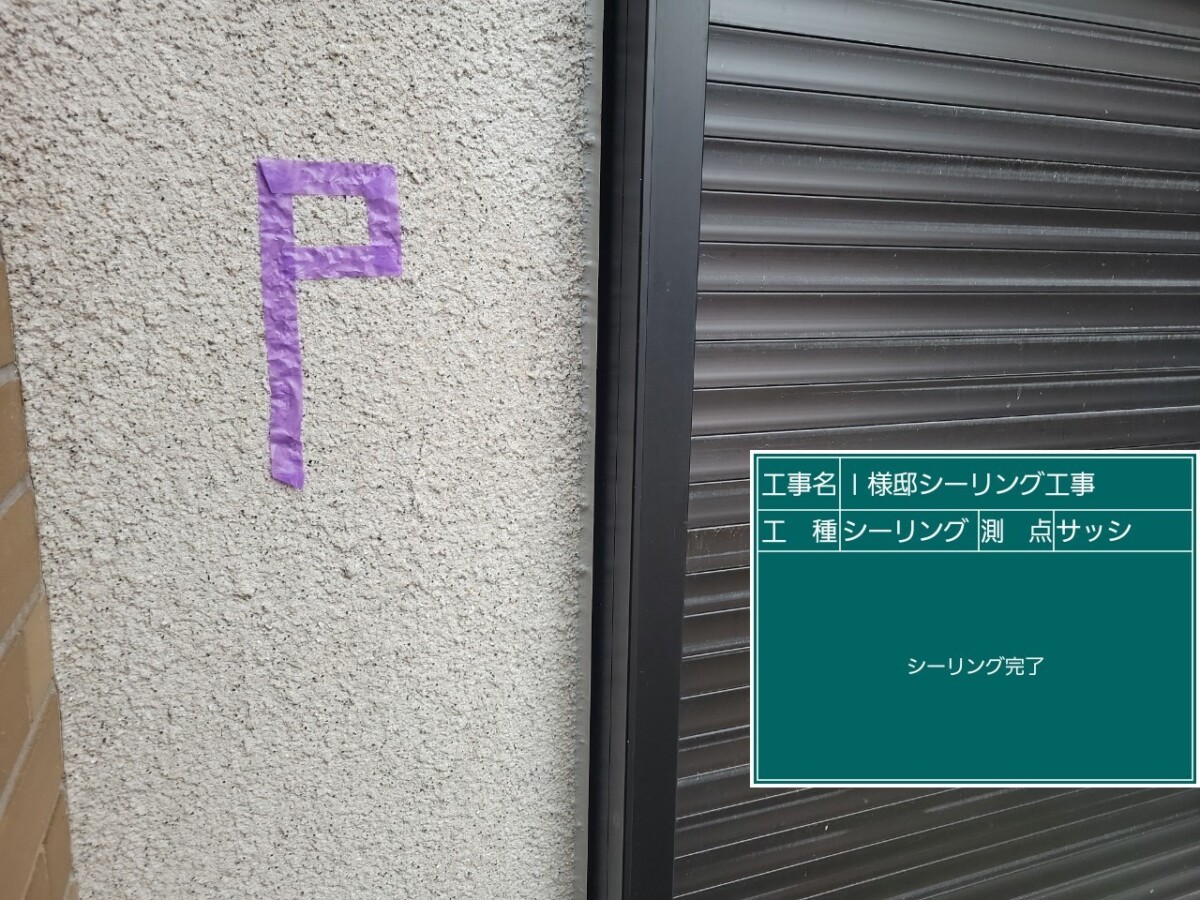 P
工事名 I 様邸シーリング工事
工 種 シーリング 測 点 サッシ
シーリング完了